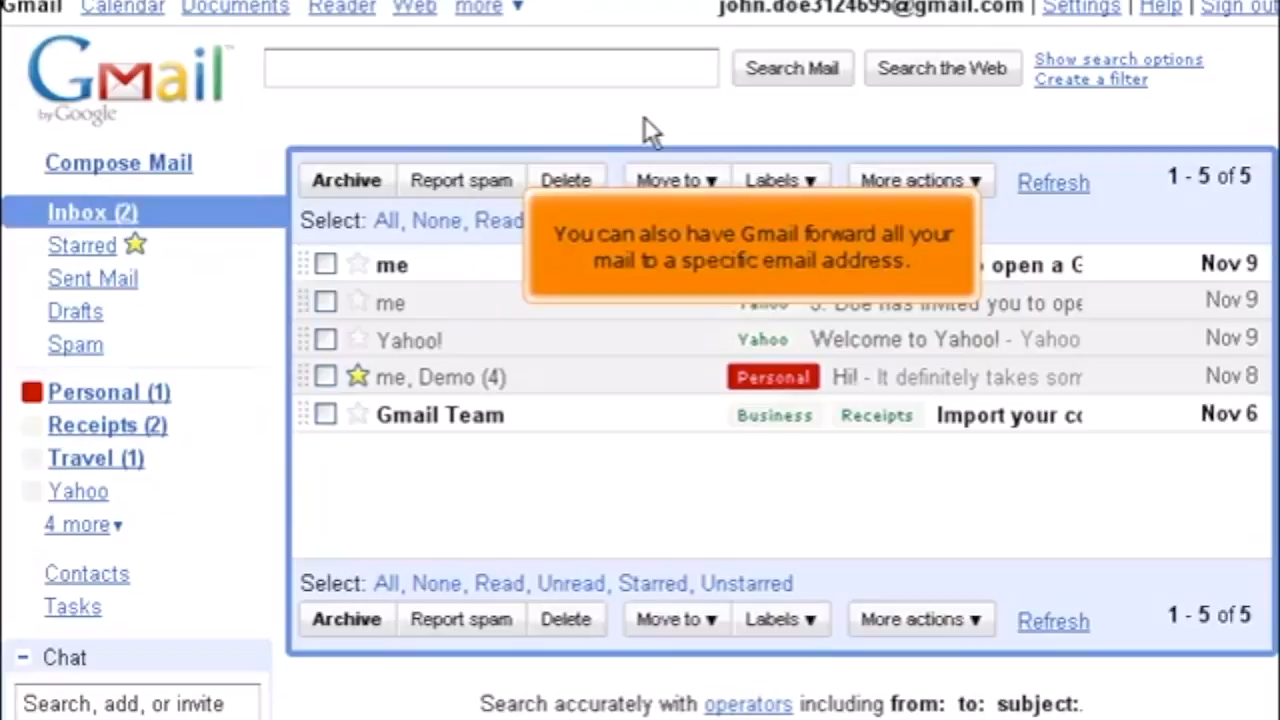 Gmail Calendar Documents Reader Web more ▼ john.doe3124695@gmail.com | Settings | Help | Sign out
Gmail
by Google
Search Mail Search the Web Show search options
Create a filter
Compose Mail
Archive Report spam Delete Move to ▼ Labels ▼ More actions ▼ Refresh 1 - 5 of 5
Inbox (2)
Select: All, None, Read
You can also have Gmail forward all your
mail to a specific email address.
Starred
Sent Mail
Drafts
Spam
Personal (1)
Receipts (2)
Travel (1)
Yahoo
4 more ▼
Contacts
Tasks
me open a G Nov 9
me Yahoo J. Doe has invited you to ope Nov 9
Yahoo! Yahoo Welcome to Yahoo! - Yahoo Nov 9
me, Demo (4) Personal Hi! - It definitely takes som Nov 8
Gmail Team Business Receipts Import your co Nov 6
Select: All, None, Read, Unread, Starred, Unstarred
Archive Report spam Delete Move to ▼ Labels ▼ More actions ▼ Refresh 1 - 5 of 5
− Chat
Search, add, or invite
Search accurately with operators including from: to: subject:.